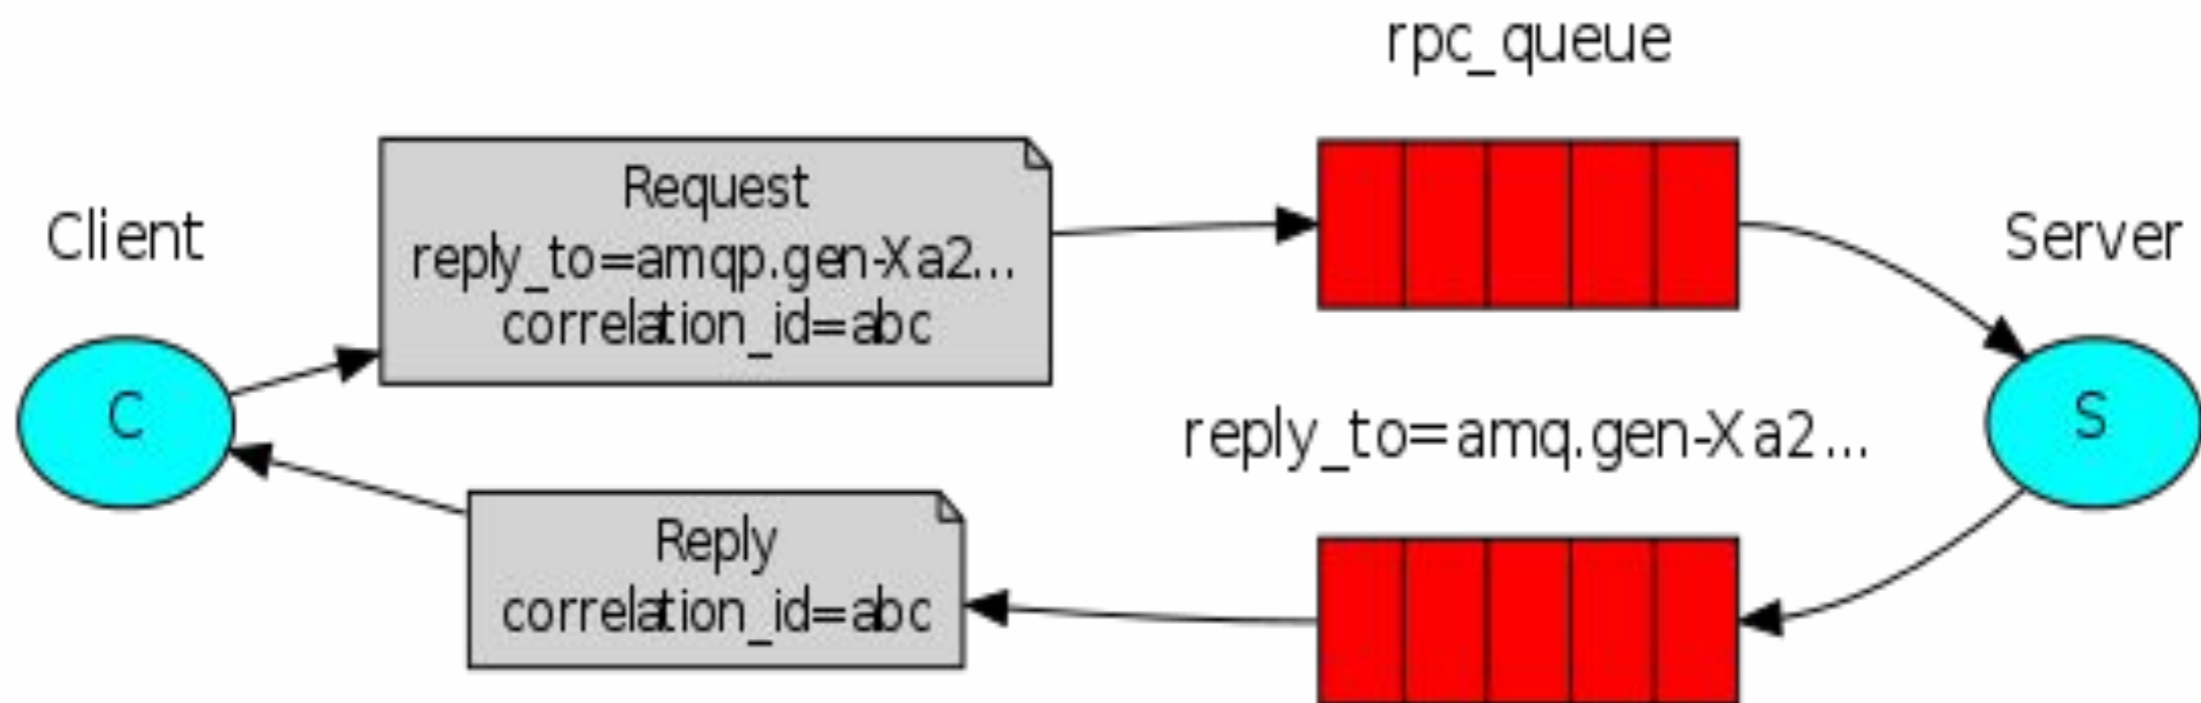 rpc_queue
Client
Request
reply_to=amqp.gen-Xa2...
correlation_id=abc
Server
C
S
reply_to=amq.gen-Xa2...
Reply
correlation_id=abc